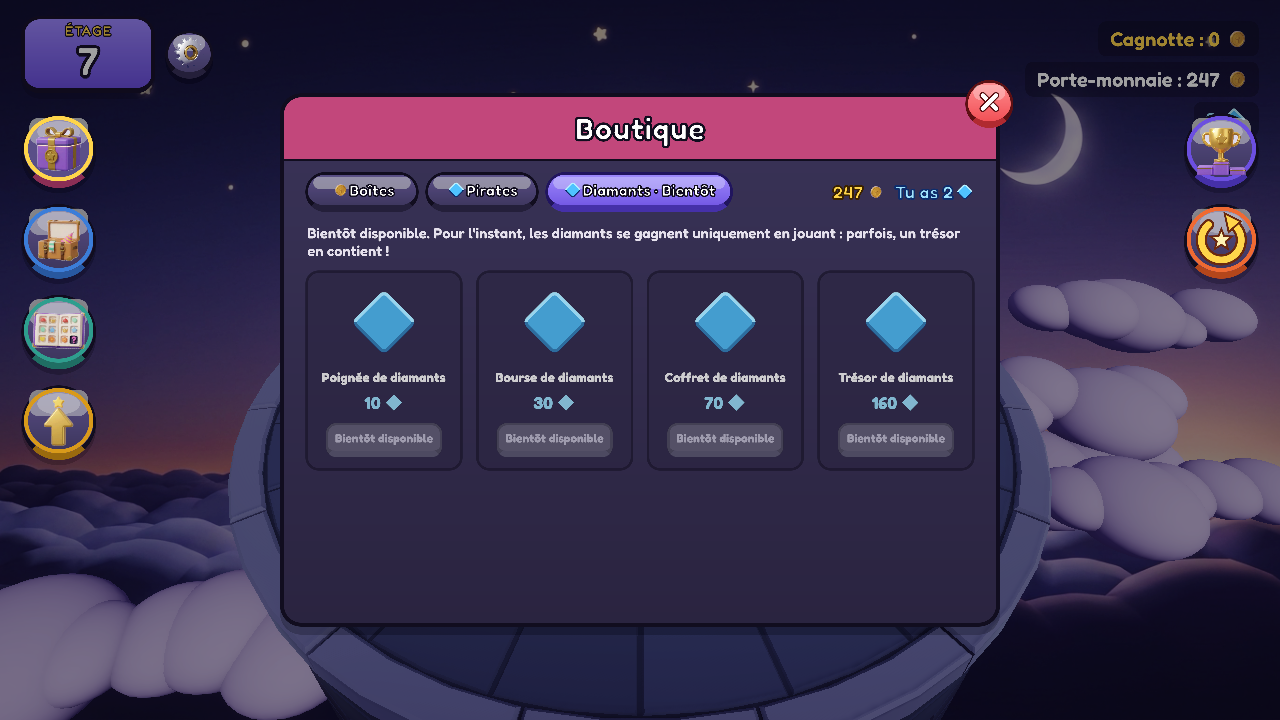 ÉTAGE
7
Cagnotte : 0
Porte-monnaie : 247
Boutique
Boîtes
Pirates
Diamants · Bientôt
247
Tu as 2
Bientôt disponible. Pour l'instant, les diamants se gagnent uniquement en jouant : parfois, un trésor
en contient !
Poignée de diamants
Bourse de diamants
Coffret de diamants
Trésor de diamants
10
30
70
160
Bientôt disponible
Bientôt disponible
Bientôt disponible
Bientôt disponible